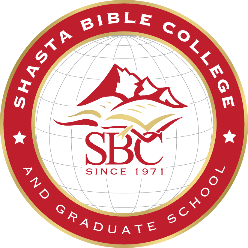 SHASTA BIBLE COLLEGE
SBC
SINCE 1971
AND GRADUATE SCHOOL